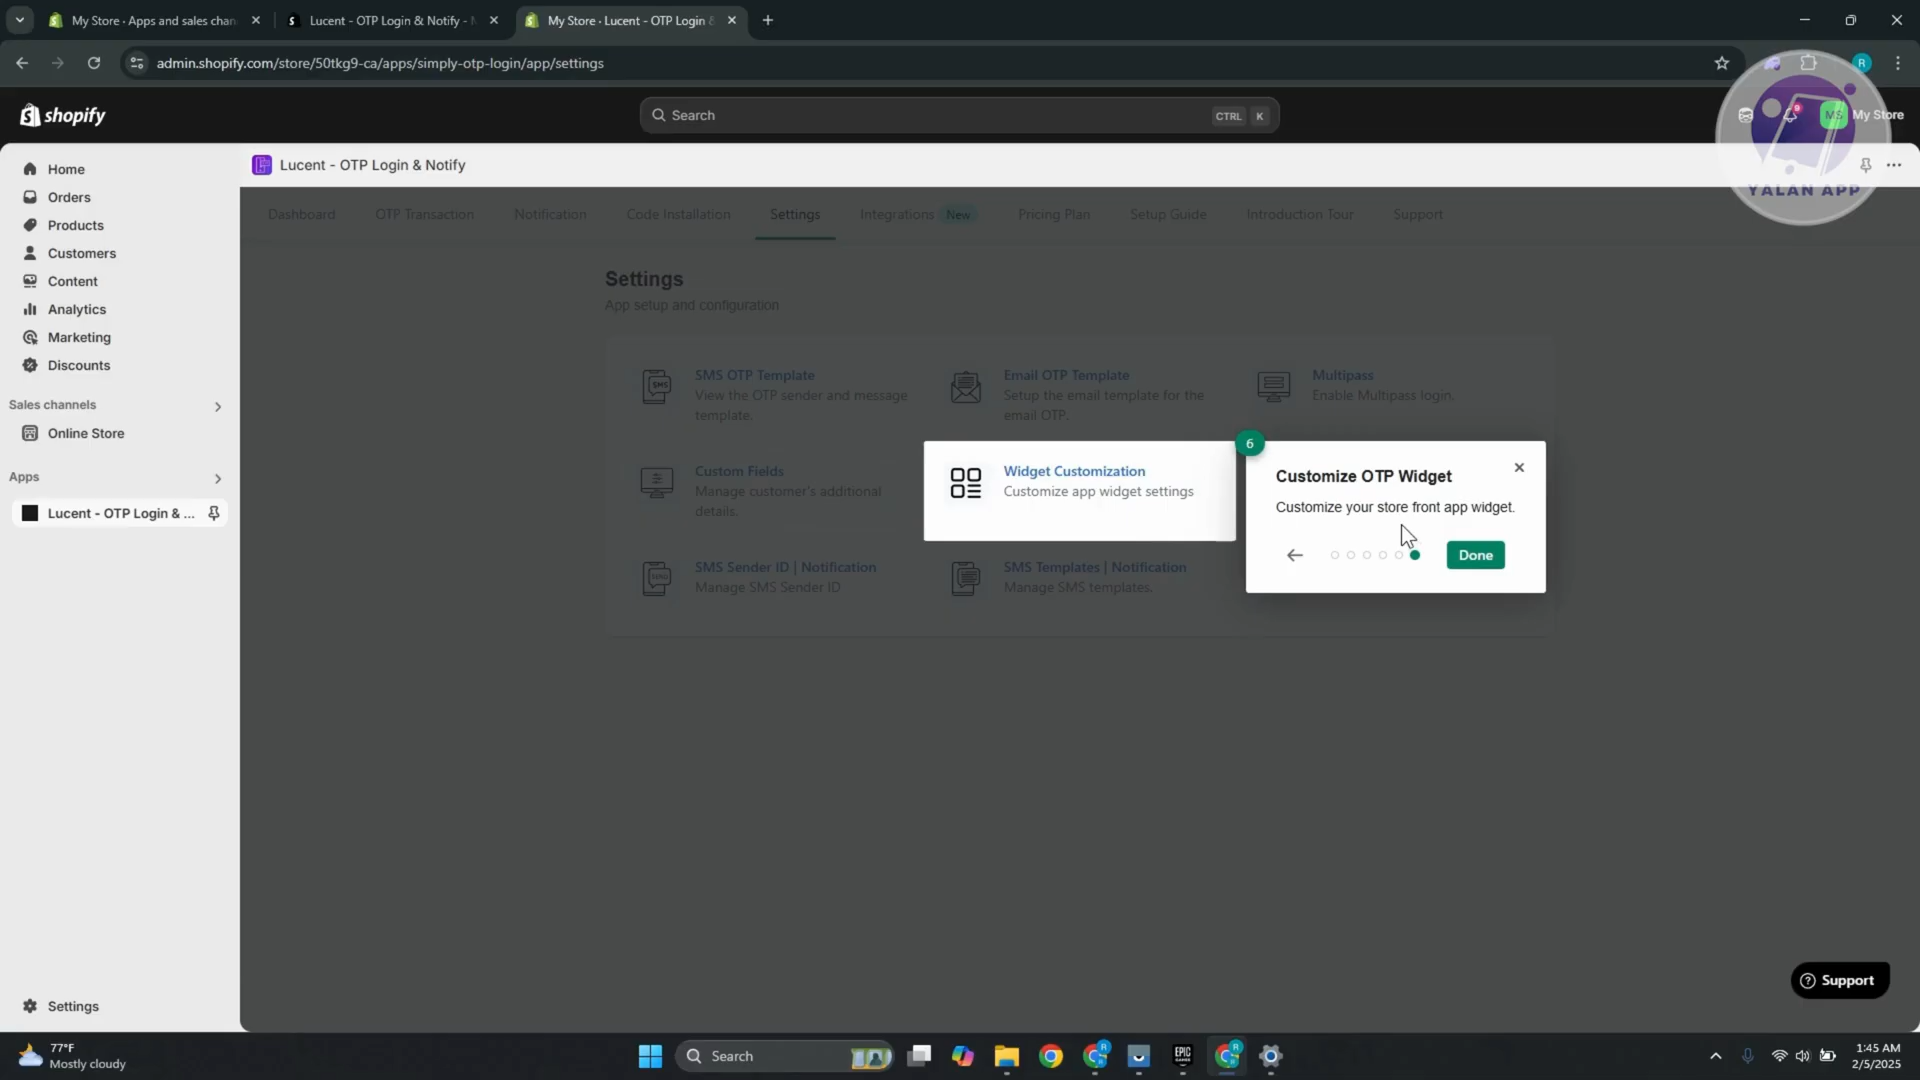 My Store · Apps and sales chan
Lucent - OTP Login & Notify -
My Store · Lucent - OTP Login &
admin.shopify.com/store/50tkg9-ca/apps/simply-otp-login/app/settings
R
shopify
Search
CTRL K
9
MS
My Store
YALAN APP
Home
Orders
Products
Customers
Content
Analytics
Marketing
Discounts
Sales channels
Online Store
Apps
Lucent - OTP Login & ...
Settings
Lucent - OTP Login & Notify
Dashboard
OTP Transaction
Notification
Code Installation
Settings
Integrations New
Pricing Plan
Setup Guide
Introduction Tour
Support
Settings
App setup and configuration
SMS OTP Template
View the OTP sender and message
template.
Email OTP Template
Setup the email template for the
email OTP.
Multipass
Enable Multipass login.
Custom Fields
Manage customer's additional
details.
Widget Customization
Customize app widget settings
6
Customize OTP Widget
Customize your store front app widget.
Done
SMS Sender ID | Notification
Manage SMS Sender ID
SMS Templates | Notification
Manage SMS templates.
Support
77°F
Mostly cloudy
Search
EPIC
GAMES
1:45 AM
2/5/2025